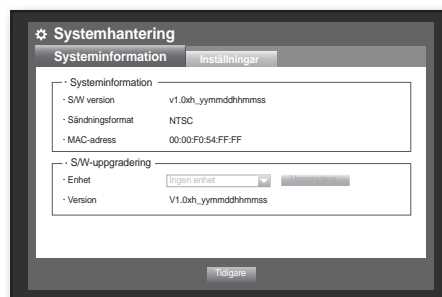 Systemhantering
Systeminformation Inställningar
· Systeminformation
· S/W version v1.0xh_yymmddhhmmss
· Sändningsformat NTSC
· MAC-adress 00:00:F0:54:FF:FF
· S/W-uppgradering
· Enhet Ingen enhet
· Version V1.0xh_yymmddhhmmss
Tidigare